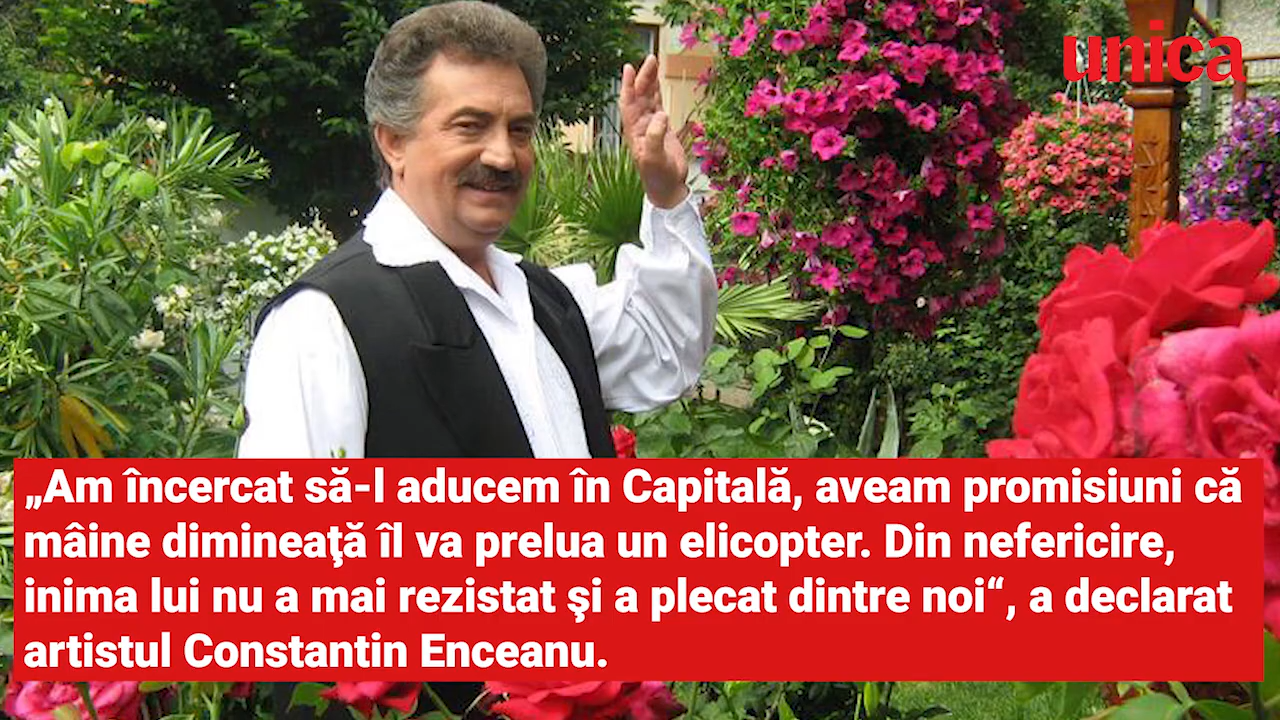 unica
„Am încercat să-l aducem în Capitală, aveam promisiuni că
mâine dimineaţă îl va prelua un elicopter. Din nefericire,
inima lui nu a mai rezistat şi a plecat dintre noi“, a declarat
artistul Constantin Enceanu.